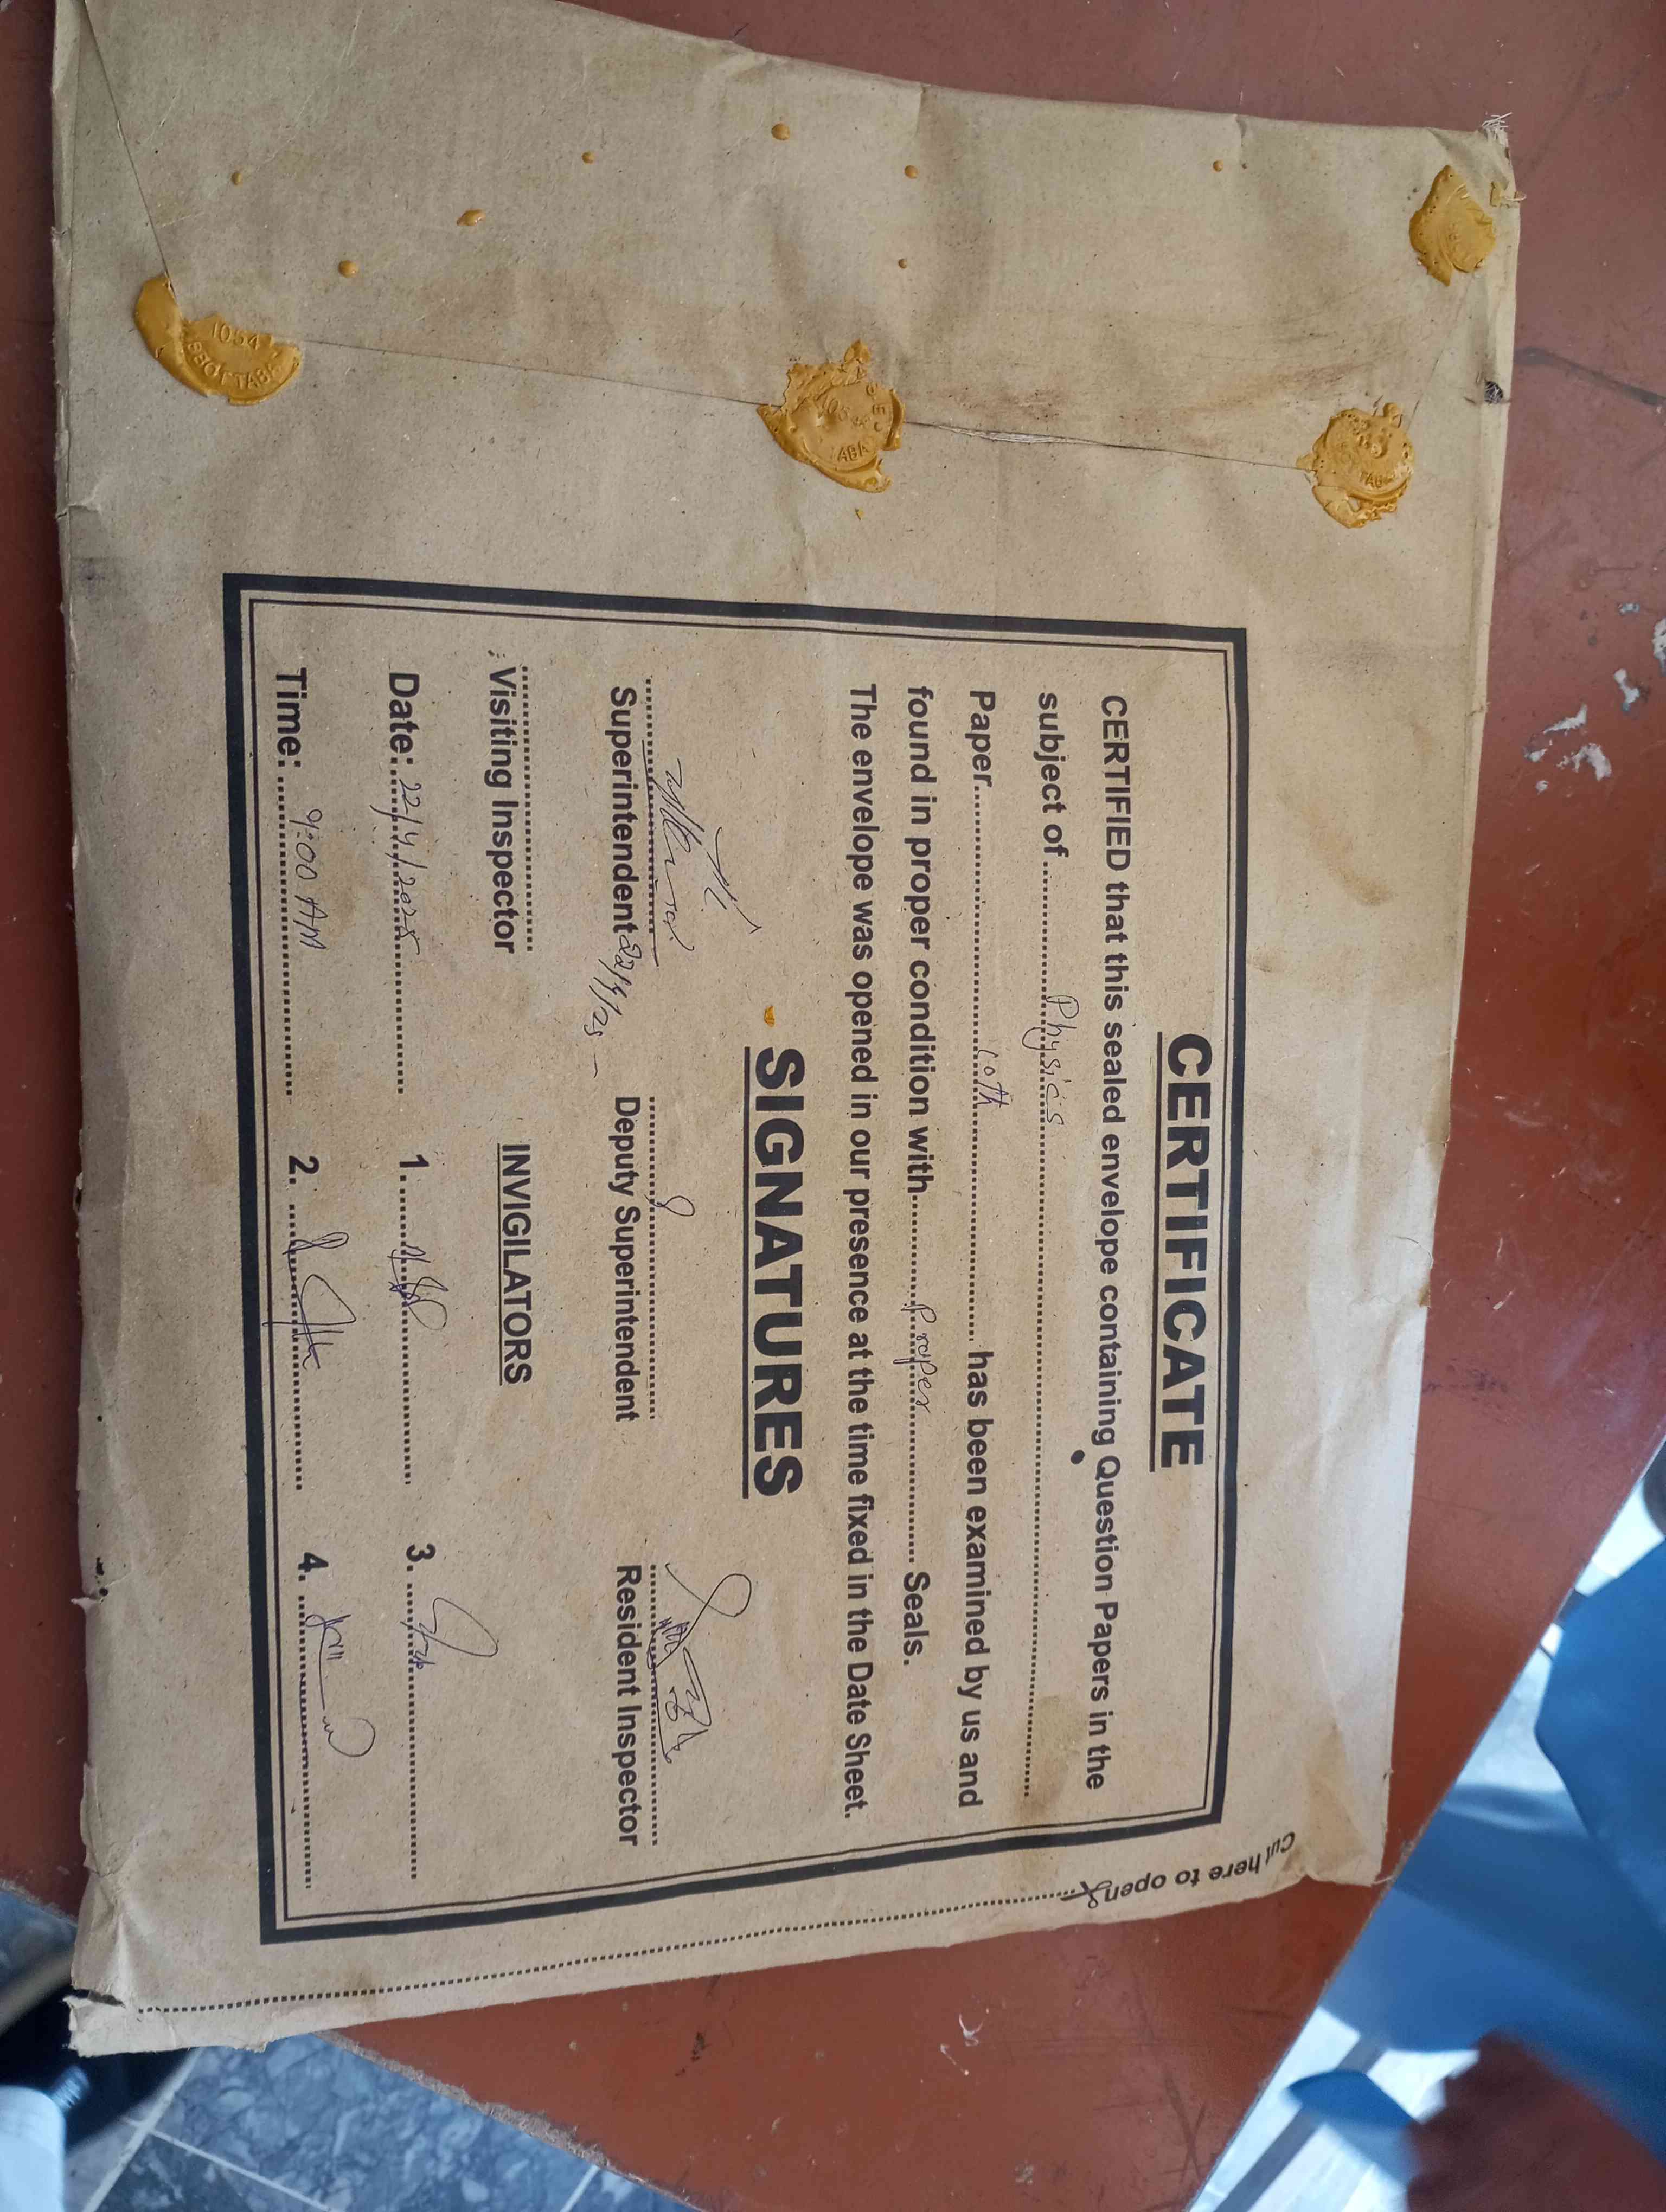 CERTIFICATE
CERTIFIED that this sealed envelope containing Question Papers in the
subject of ............ Physics ............
Paper ............ 10th ............ has been examined by us and
found in proper condition with ............ Proper ............ Seals.
The envelope was opened in our presence at the time fixed in the Date Sheet.
SIGNATURES
Superintendent 22/4/25
Deputy Superintendent
Resident Inspector
Visiting Inspector
INVIGILATORS
Date: 22/4/2025
1.
3.
Time: 9:00 AM
2.
4.
Cut here to open
1054